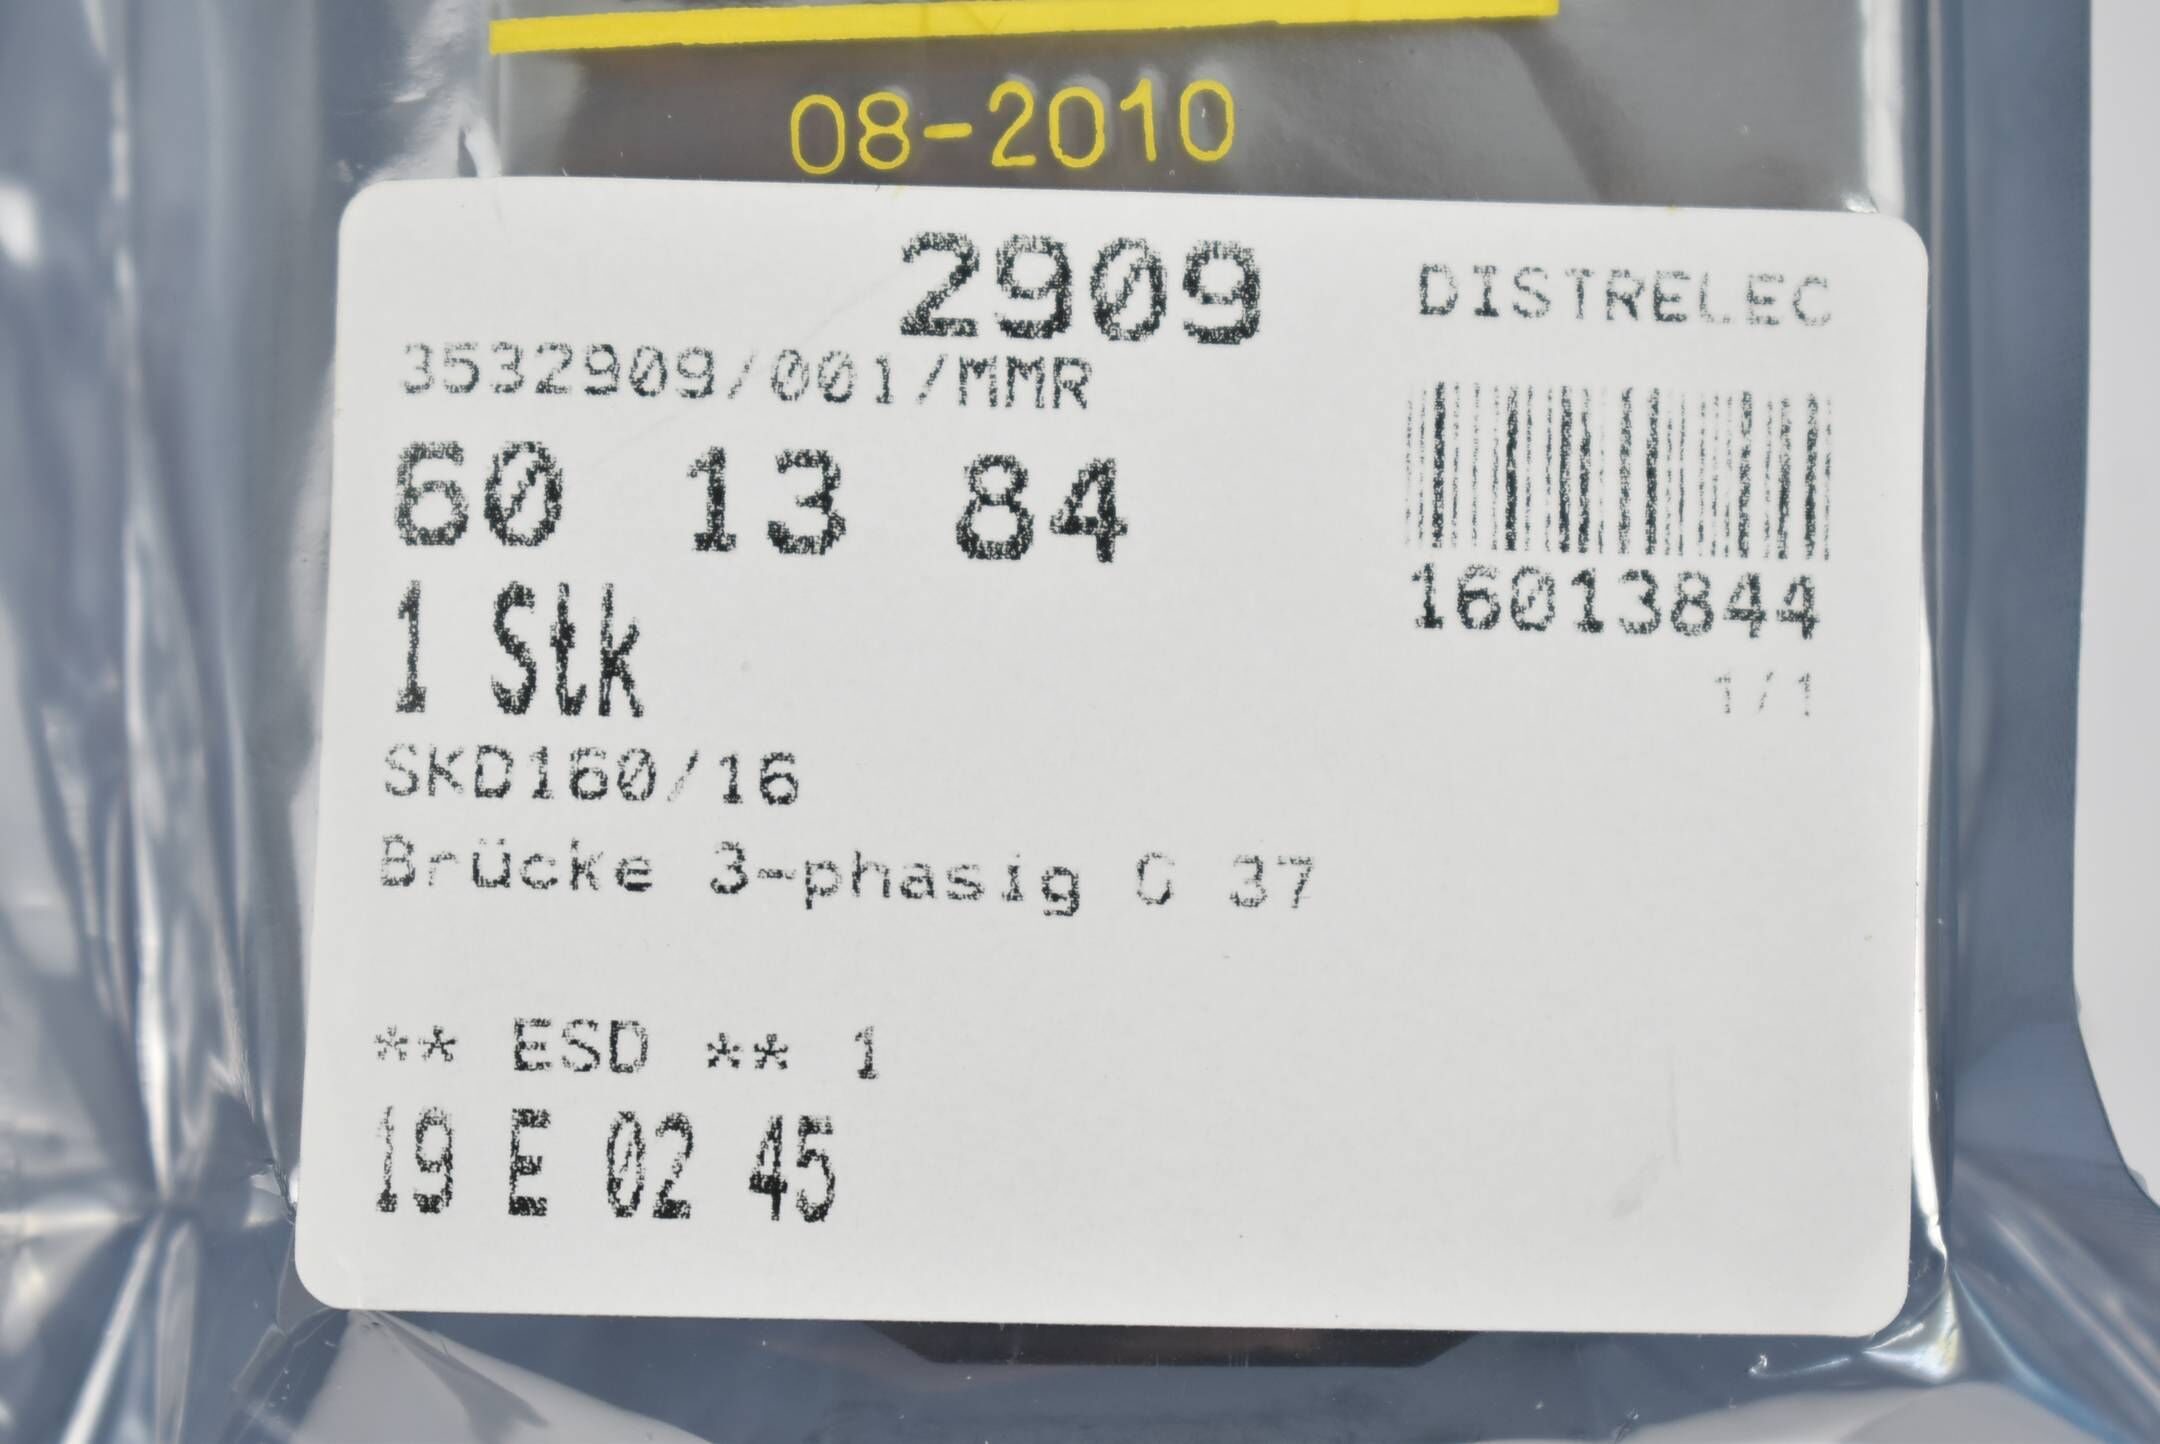 08-2010
2909
DISTRELEC
3532909/001/MMR
60 13 84
16013844
1 Stk
1/1
SKD160/16
Brücke 3-phasig G 37
** ESD ** 1
19 E 02 45